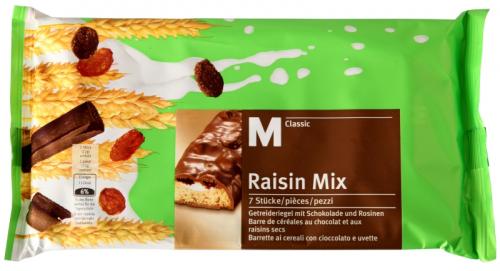 M Classic
Raisin Mix
7 Stücke/pièces/pezzi
Getreideriegel mit Schokolade und Rosinen
Barre de céréales au chocolat et aux
raisins secs
Barrette ai cereali con cioccolato e uvette
6%